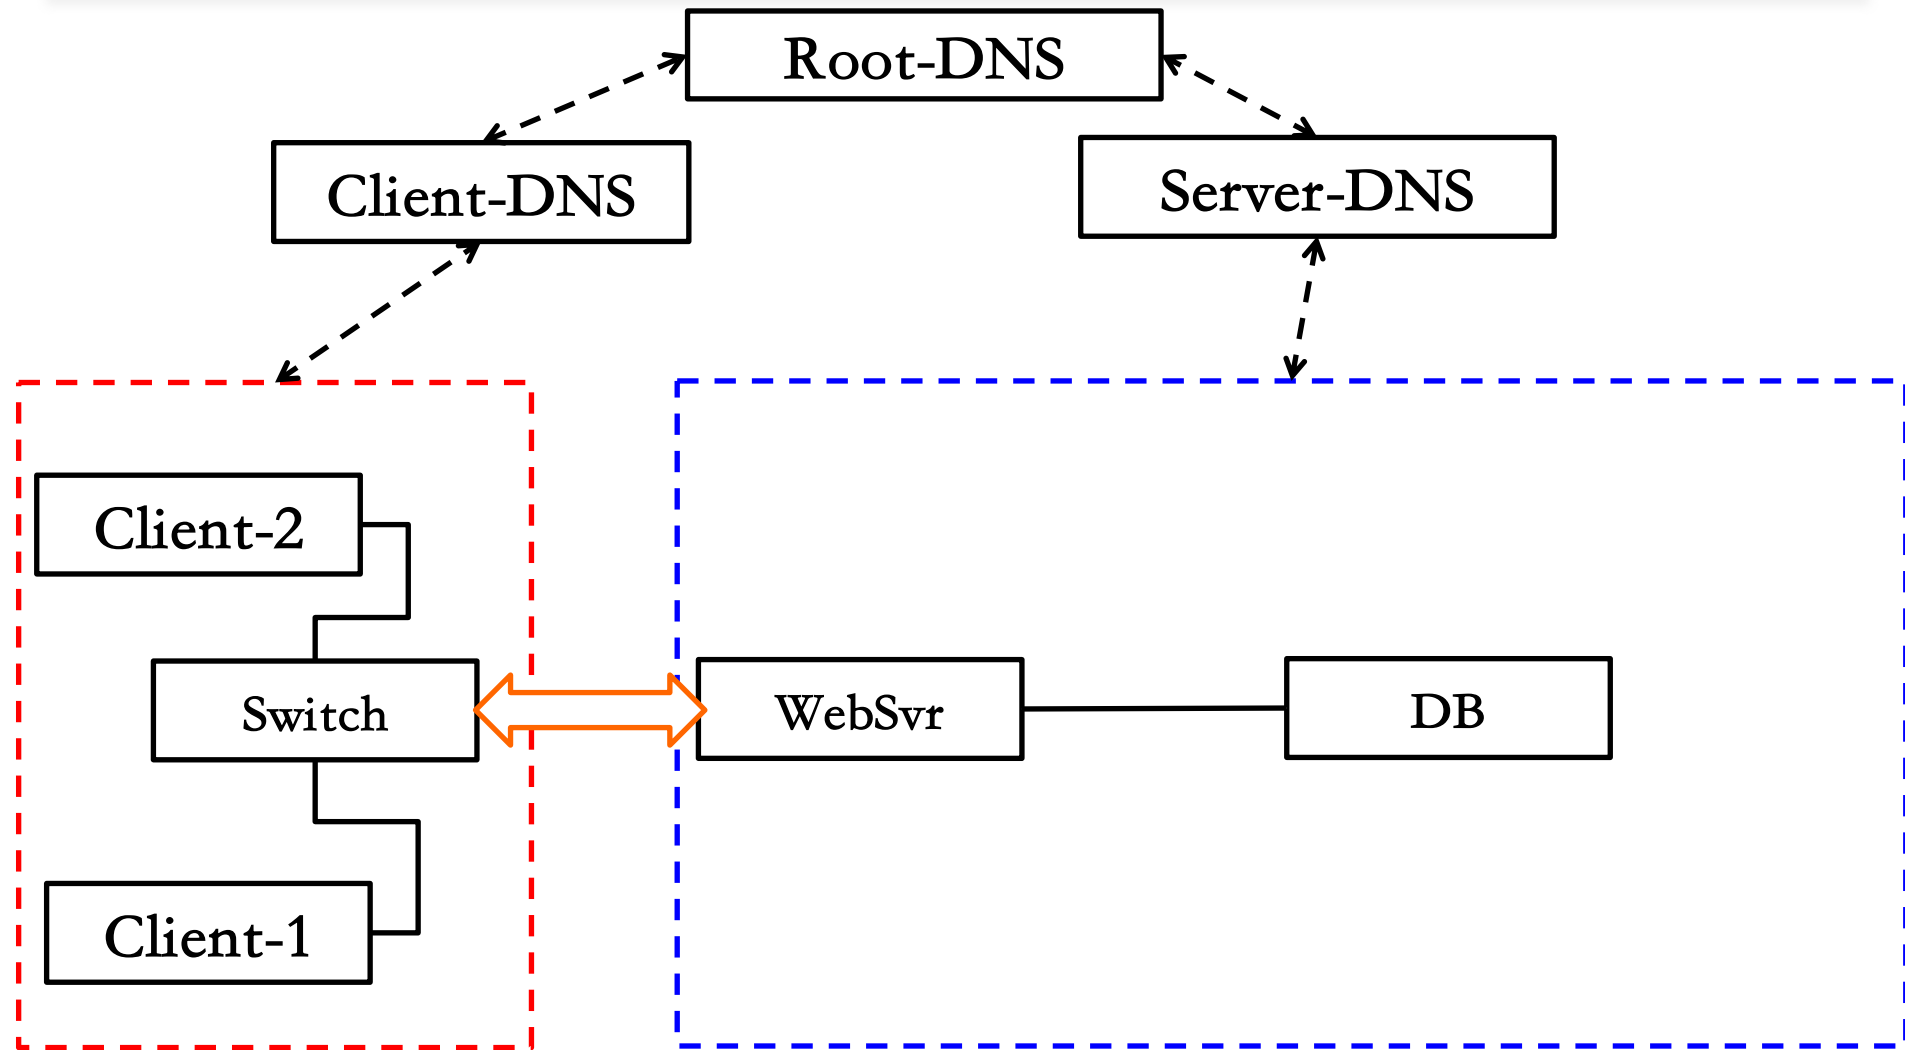 Root-DNS
Client-DNS
Server-DNS
Client-2
Switch
WebSvr
DB
Client-1